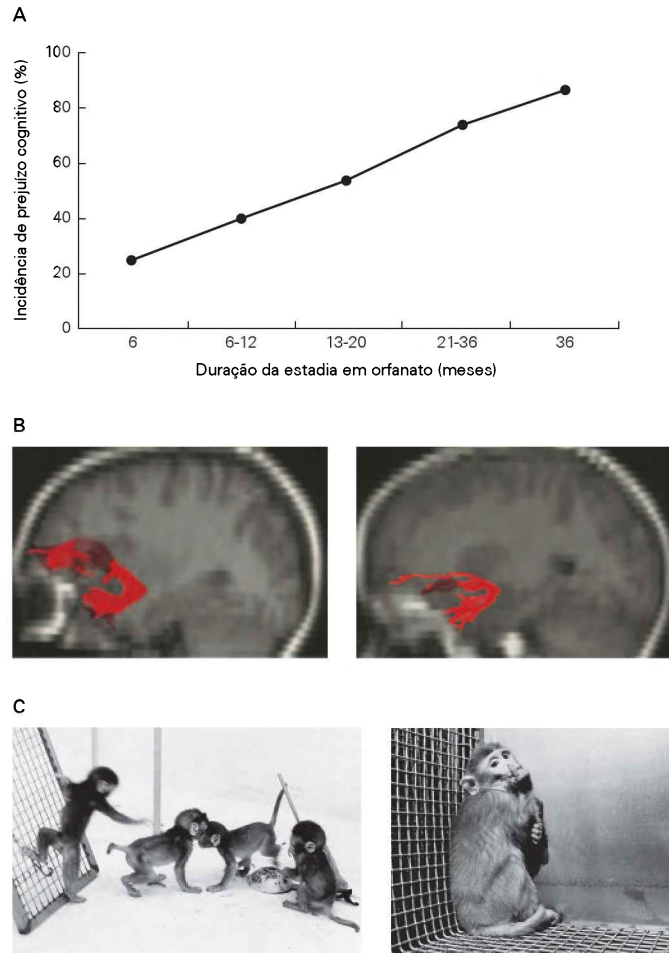 A
Incidência de prejuízo cognitivo (%)
100
80
60
40
20
0
6 6-12 13-20 21-36 36
Duração da estadia em orfanato (meses)
B
C